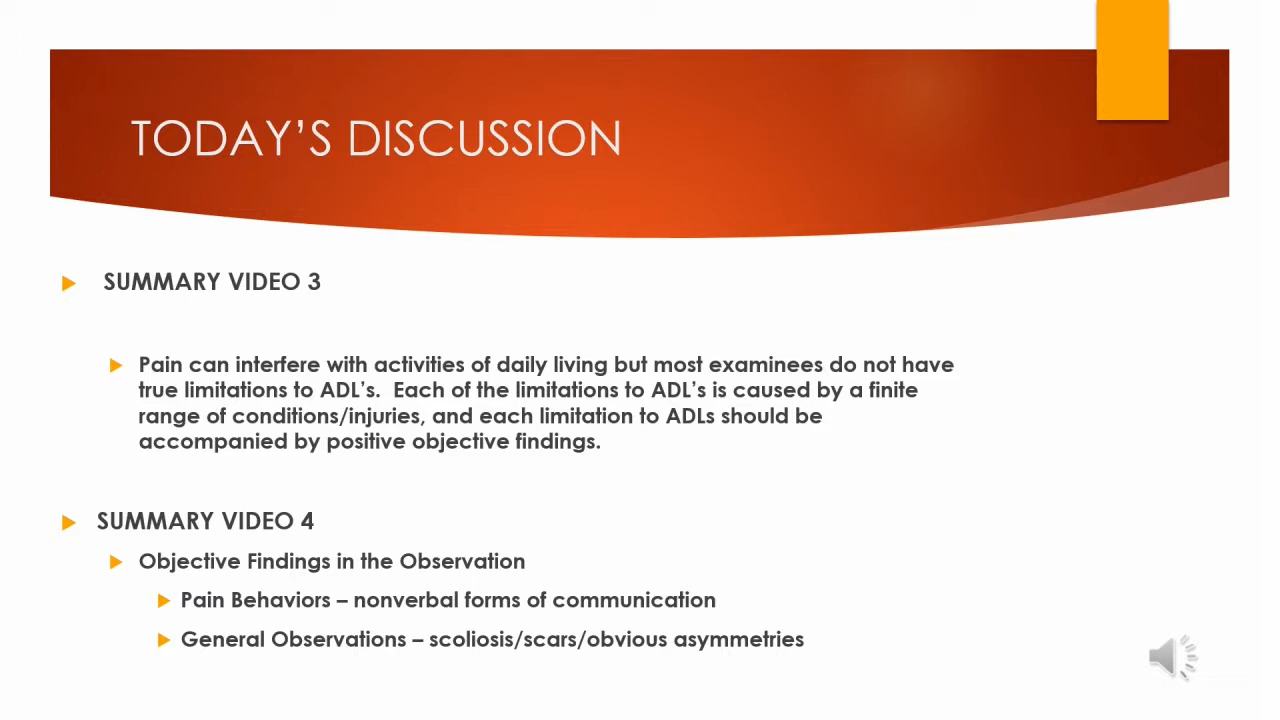 TODAY’S DISCUSSION
SUMMARY VIDEO 3
Pain can interfere with activities of daily living but most examinees do not have
true limitations to ADL’s.  Each of the limitations to ADL’s is caused by a finite
range of conditions/injuries, and each limitation to ADLs should be
accompanied by positive objective findings.
SUMMARY VIDEO 4
Objective Findings in the Observation
Pain Behaviors – nonverbal forms of communication
General Observations – scoliosis/scars/obvious asymmetries